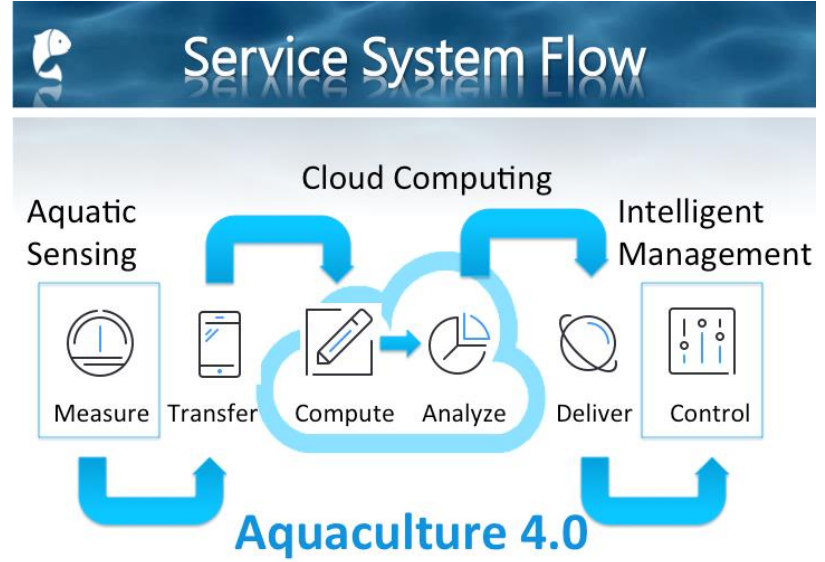 Service System Flow
Cloud Computing
Aquatic
Sensing
Intelligent
Management
Measure
Transfer
Compute
Analyze
Deliver
Control
Aquaculture 4.0